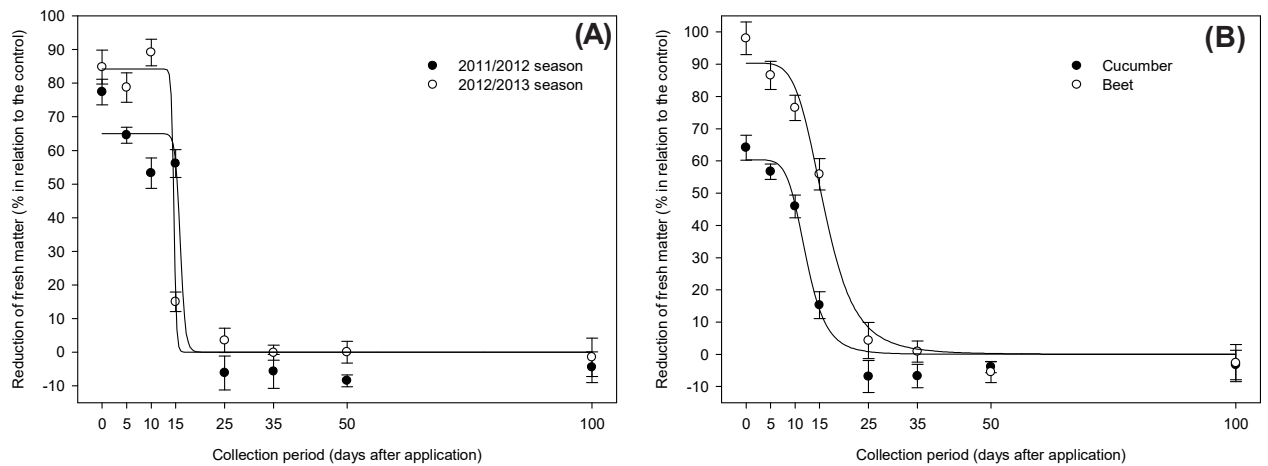 (A)
2011/2012 season
2012/2013 season
Reduction of fresh matter (% in relation to the control)
100
90
80
70
60
50
40
30
20
10
0
-10
0 5 10 15 25 35 50 100
Collection period (days after application)
(B)
Cucumber
Beet
Reduction of fresh matter (% in relation to the control)
100
90
80
70
60
50
40
30
20
10
0
-10
0 5 10 15 25 35 50 100
Collection period (days after application)